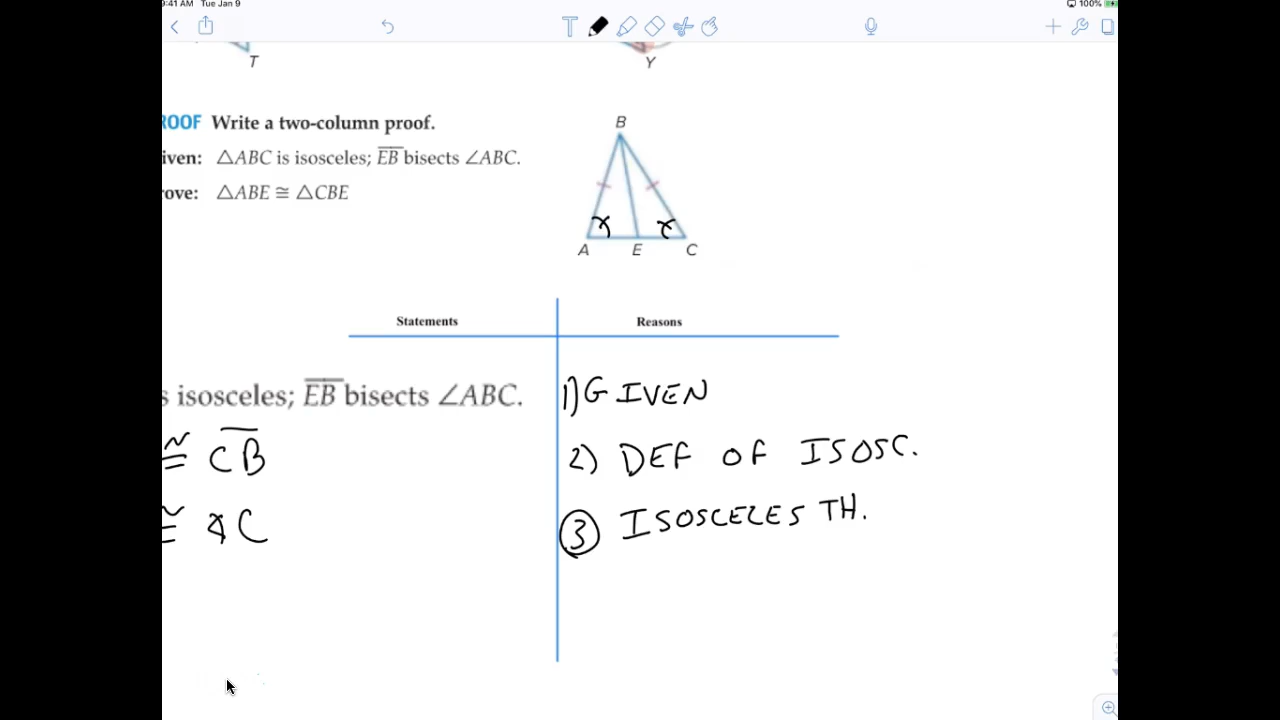 9:41 AM Tue Jan 9
100%
T
Y
ROOF Write a two-column proof.
iven: △ABC is isosceles; EB bisects ∠ABC.
rove: △ABE ≅ △CBE
B
A E C
Statements Reasons
s isosceles; EB bisects ∠ABC. 1) GIVEN
≅ CB 2) DEF OF ISOSC.
≅ ∡C 3 ISOSCELES TH.